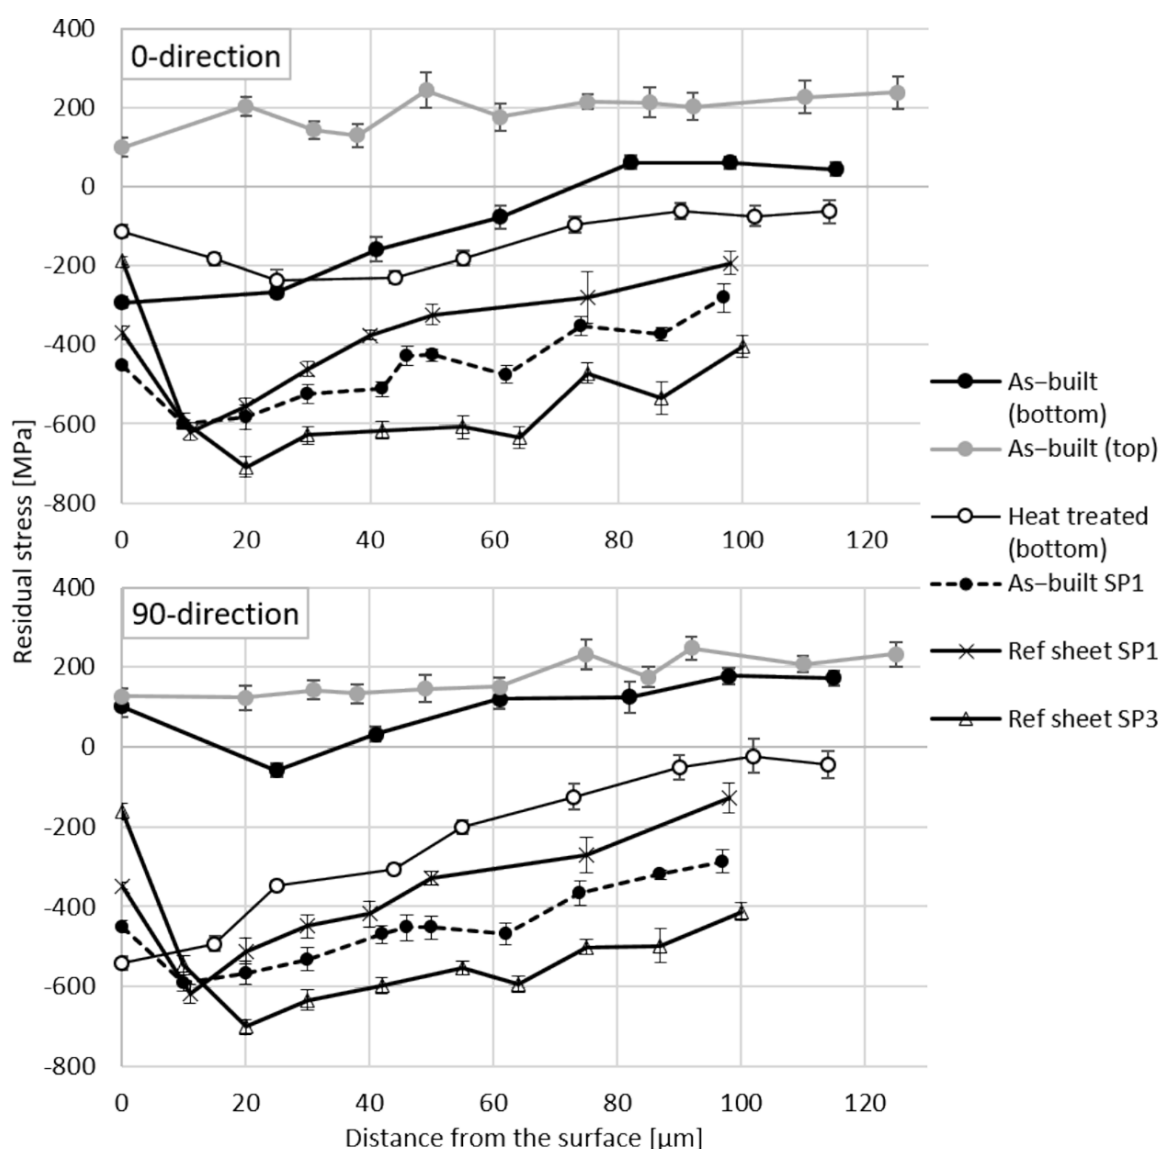 400
0-direction
200
0
-200
-400
-600
-800
0 20 40 60 80 100 120
Residual stress [MPa]
400
90-direction
200
0
-200
-400
-600
-800
0 20 40 60 80 100 120
Distance from the surface [µm]
As–built
(bottom)
As–built (top)
Heat treated
(bottom)
As–built SP1
Ref sheet SP1
Ref sheet SP3